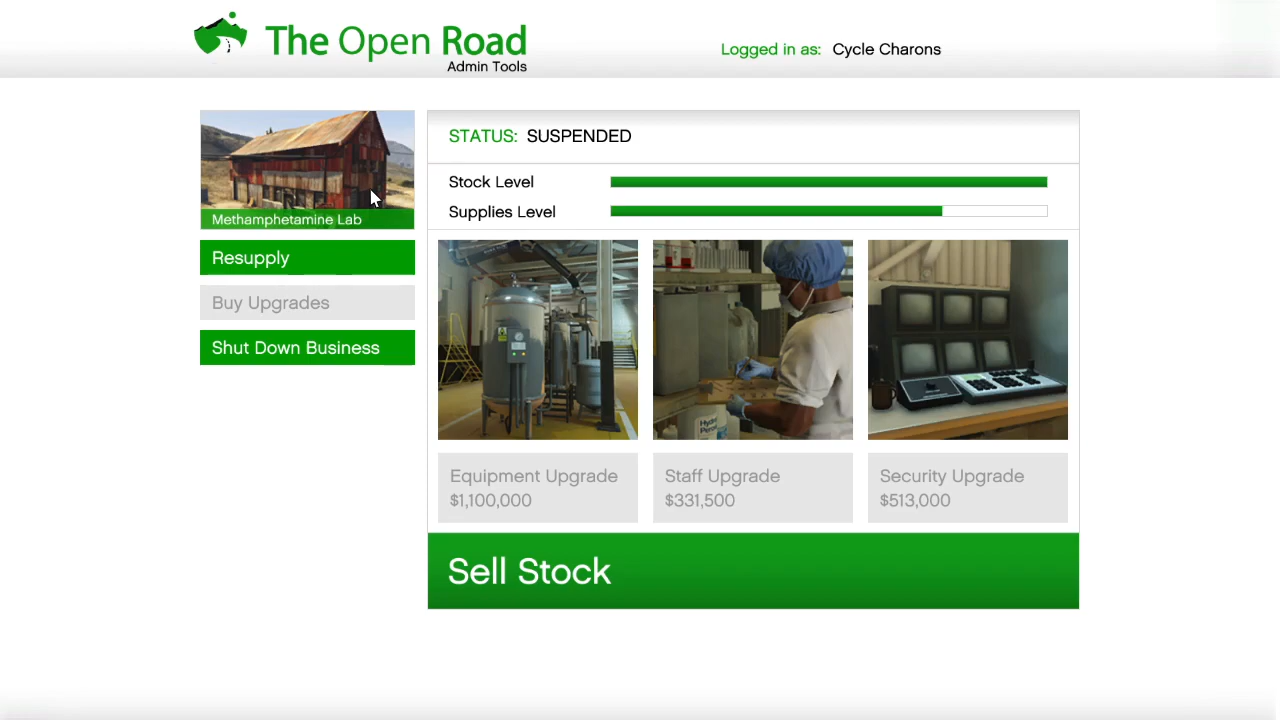 The Open Road
Admin Tools
Logged in as: Cycle Charons
Methamphetamine Lab
Resupply
Buy Upgrades
Shut Down Business
STATUS: SUSPENDED
Stock Level
Supplies Level
Equipment Upgrade
$1,100,000
Staff Upgrade
$331,500
Security Upgrade
$513,000
Sell Stock